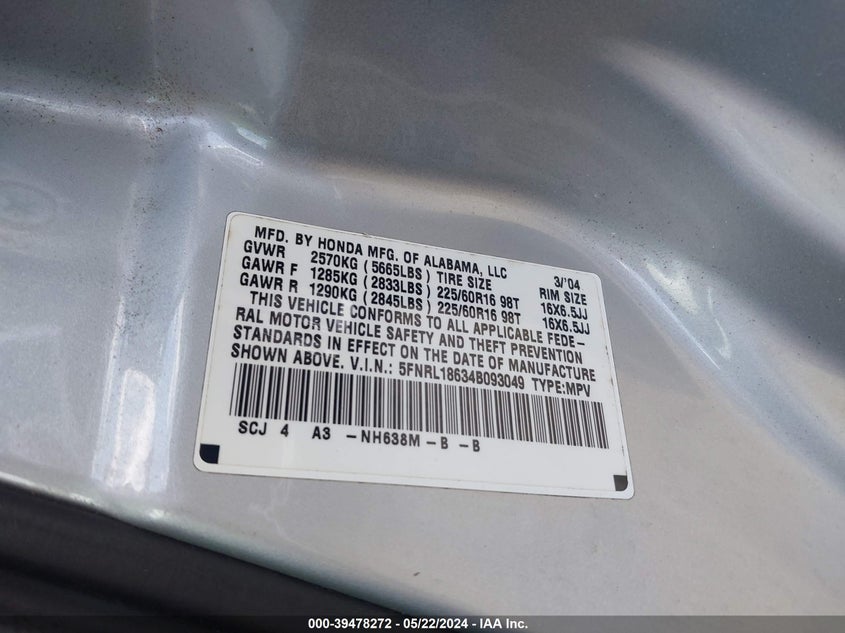 MFD. BY HONDA MFG. OF ALABAMA, LLC 3/'04
GVWR 2570KG (5665LBS) TIRE SIZE RIM SIZE
GAWR F 1285KG (2833LBS) 225/60R16 98T 16X6.5JJ
GAWR R 1290KG (2845LBS) 225/60R16 98T 16X6.5JJ
THIS VEHICLE CONFORMS TO ALL APPLICABLE FEDE-
RAL MOTOR VEHICLE SAFETY AND THEFT PREVENTION
STANDARDS IN EFFECT ON THE DATE OF MANUFACTURE
SHOWN ABOVE. V.I.N.: 5FNRL18634B093049 TYPE:MPV
SCJ 4 A3 -NH638M-B -B
000-39478272 - 05/22/2024 - IAA Inc.